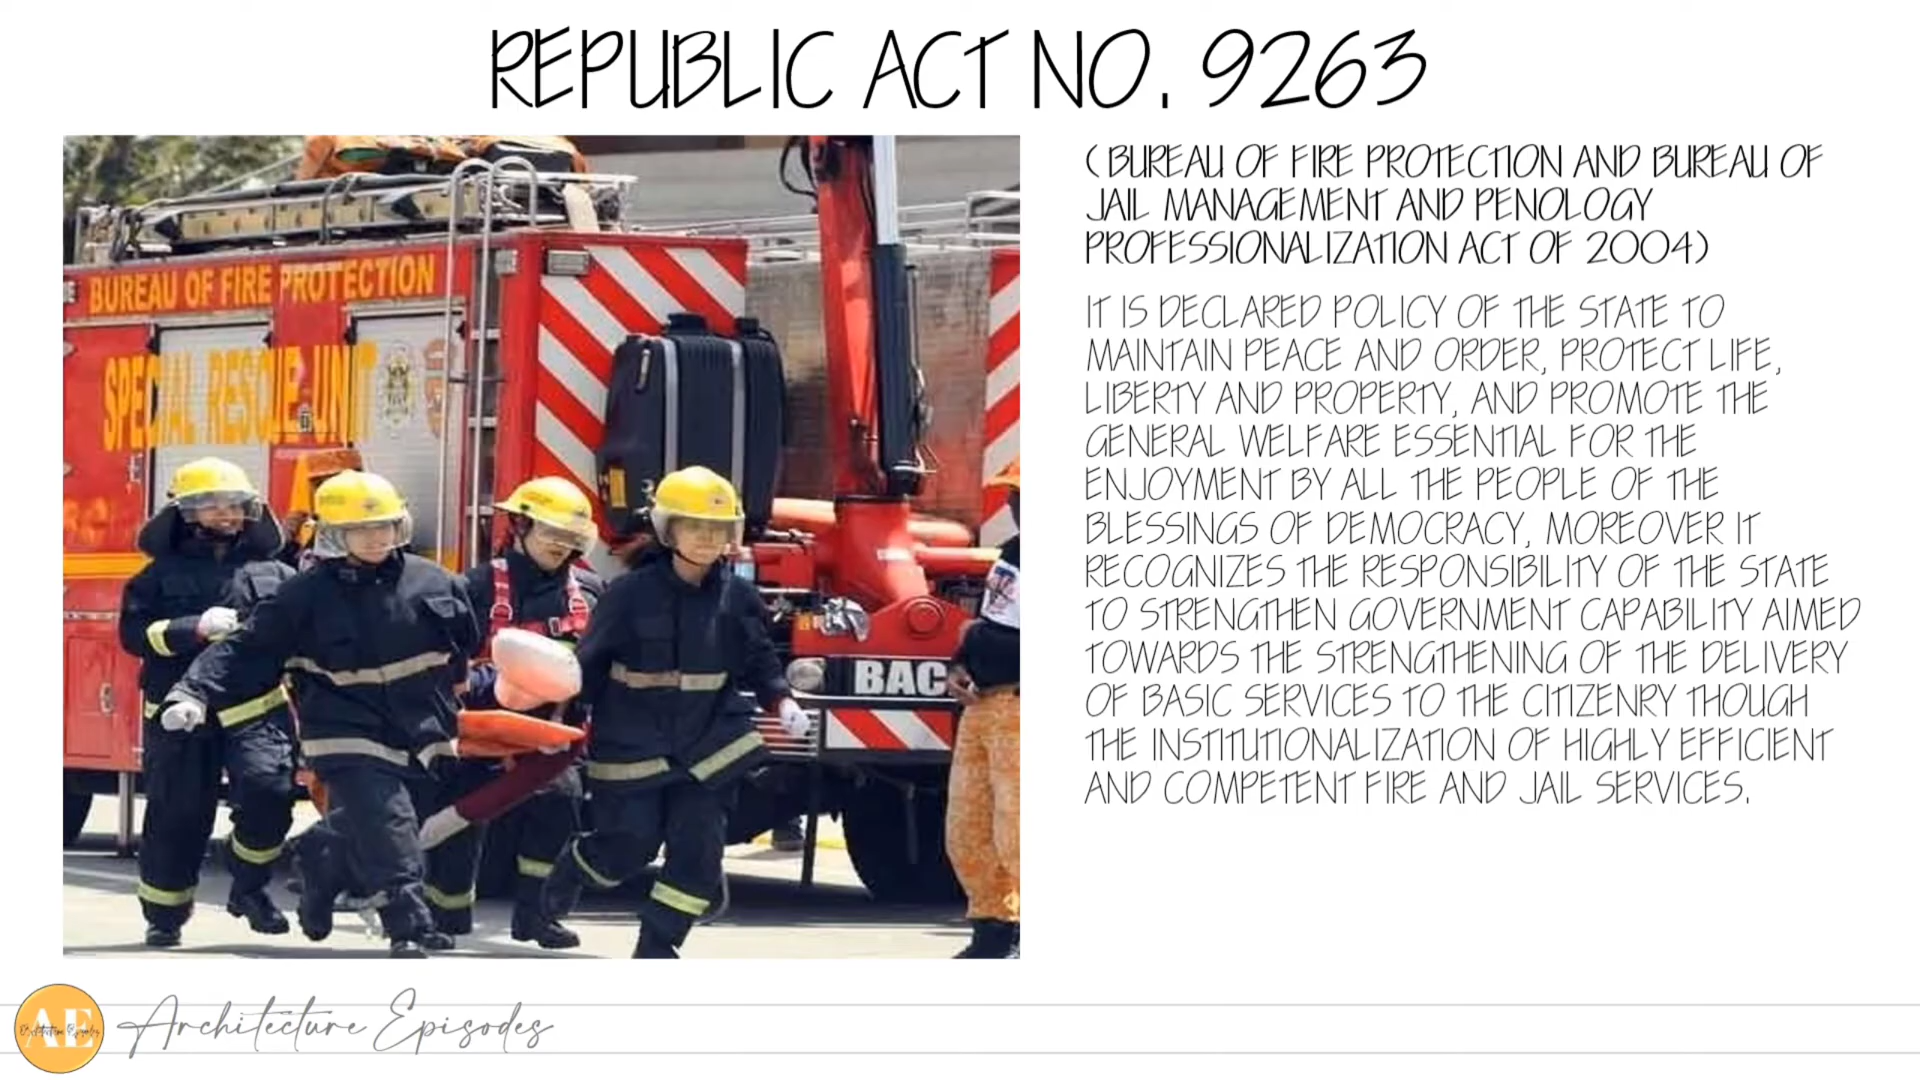 REPUBLIC ACT NO. 9263
BUREAU OF FIRE PROTECTION
SPECIAL RESCUE UNIT
BAC
( BUREAU OF FIRE PROTECTION AND BUREAU OF
JAIL MANAGEMENT AND PENOLOGY
PROFESSIONALIZATION ACT OF 2004)
IT IS DECLARED POLICY OF THE STATE TO
MAINTAIN PEACE AND ORDER, PROTECT LIFE,
LIBERTY AND PROPERTY, AND PROMOTE THE
GENERAL WELFARE ESSENTIAL FOR THE
ENJOYMENT BY ALL THE PEOPLE OF THE
BLESSINGS OF DEMOCRACY, MOREOVER IT
RECOGNIZES THE RESPONSIBILITY OF THE STATE
TO STRENGTHEN GOVERNMENT CAPABILITY AIMED
TOWARDS THE STRENGTHENING OF THE DELIVERY
OF BASIC SERVICES TO THE CITIZENRY THOUGH
THE INSTITUTIONALIZATION OF HIGHLY EFFICIENT
AND COMPETENT FIRE AND JAIL SERVICES.
AE
Architecture Episodes